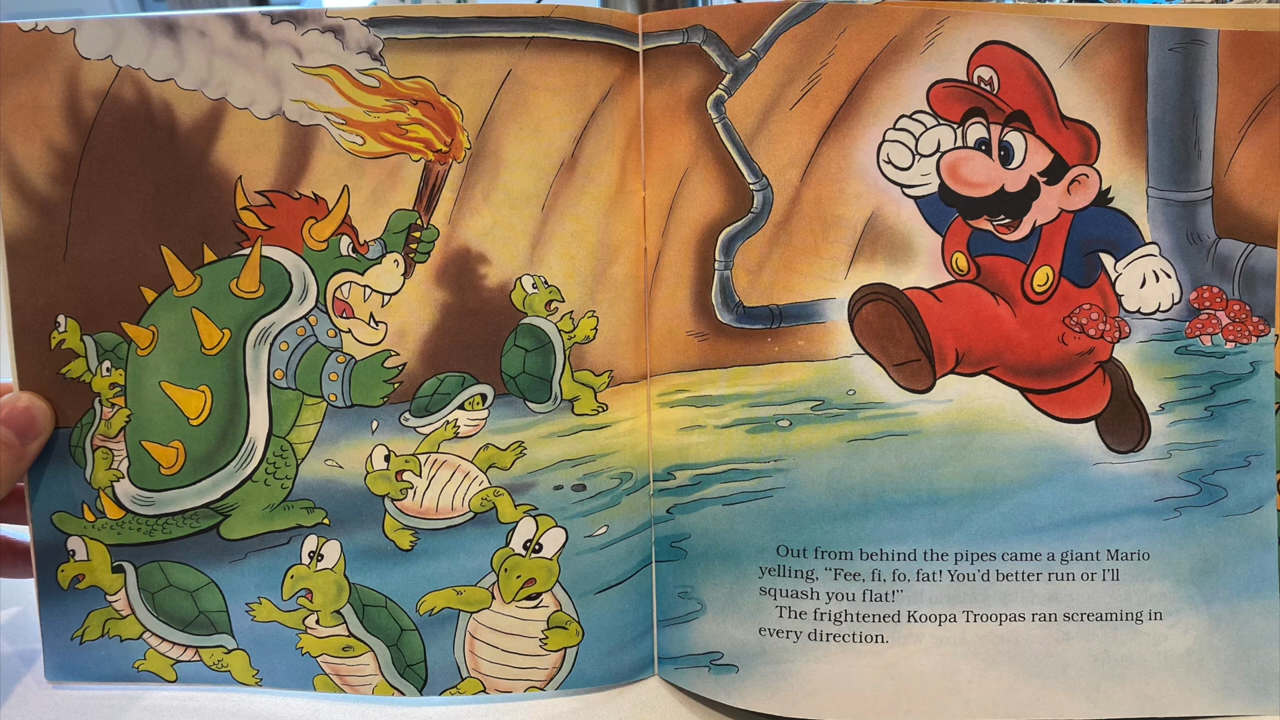 M
Out from behind the pipes came a giant Mario
yelling, “Fee, fi, fo, fat! You’d better run or I’ll
squash you flat!”
The frightened Koopa Troopas ran screaming in
every direction.